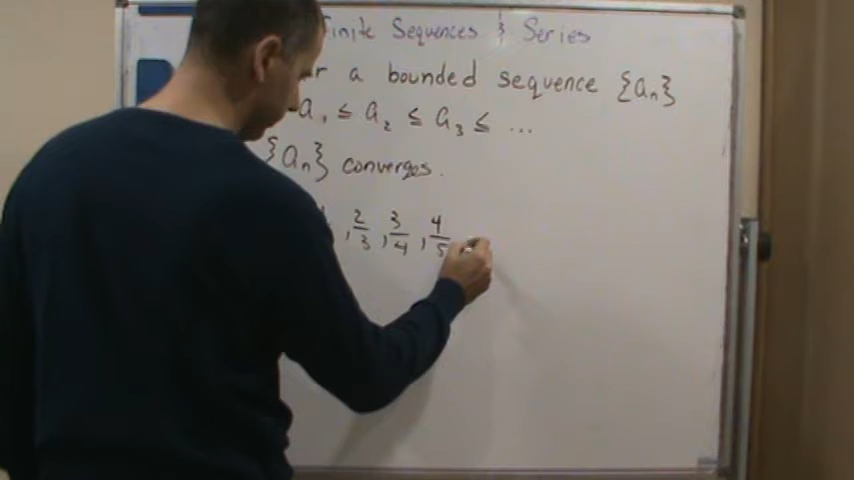 finite Sequences & Series
r a bounded sequence {aₙ}
a₁ ≤ a₂ ≤ a₃ ≤ ...
{aₙ} converges.
, 2/3 , 3/4 , 4/5